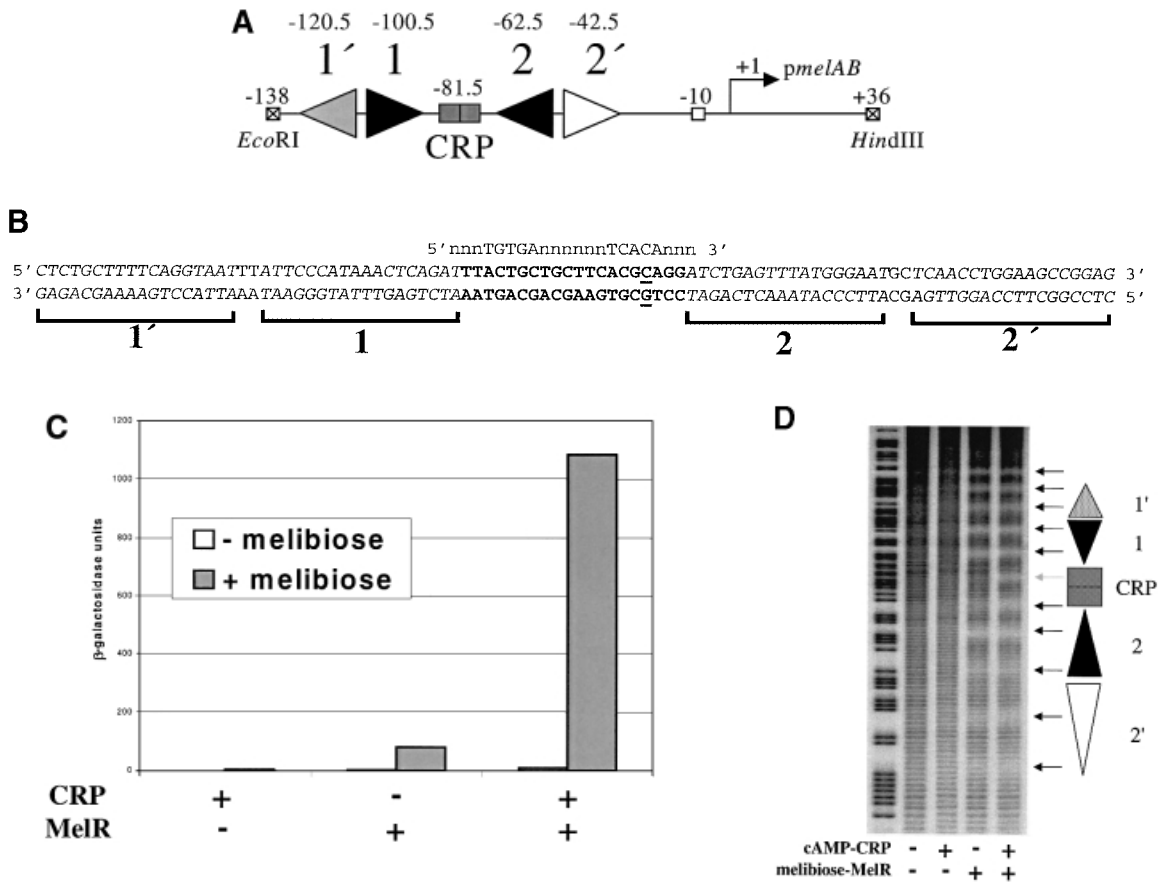 A
-120.5 -100.5 -62.5 -42.5
1´ 1 2 2´
-138 -81.5 -10 +1 pmelAB +36
EcoRI CRP HindIII
B
5'nnnTGTGAnnnnnnTCACAnnn 3'
5'CTCTGCTTTTCAGGTAATTTATTCCCATAAACTCAGATTTACTGCTGCTTCACGCAGGATCTGAGTTTATGGGAATGCTCAACCTGGAAGCCGGAG 3'
3'GAGACGAAAAGTCCATTAAATAAGGGTATTTGAGTCTAAATGACGACGAAGTGCGTCCTAGACTCAAATACCCTTACGAGTTGGACCTTCGGCCTC 5'
1´ 1 2 2´
C
1200
1000
800
600
400
200
0
β-galactosidase units
- melibiose
+ melibiose
CRP + - +
MelR - + +
D
1'
1
CRP
2
2'
cAMP-CRP - + - +
melibiose-MelR - - + +